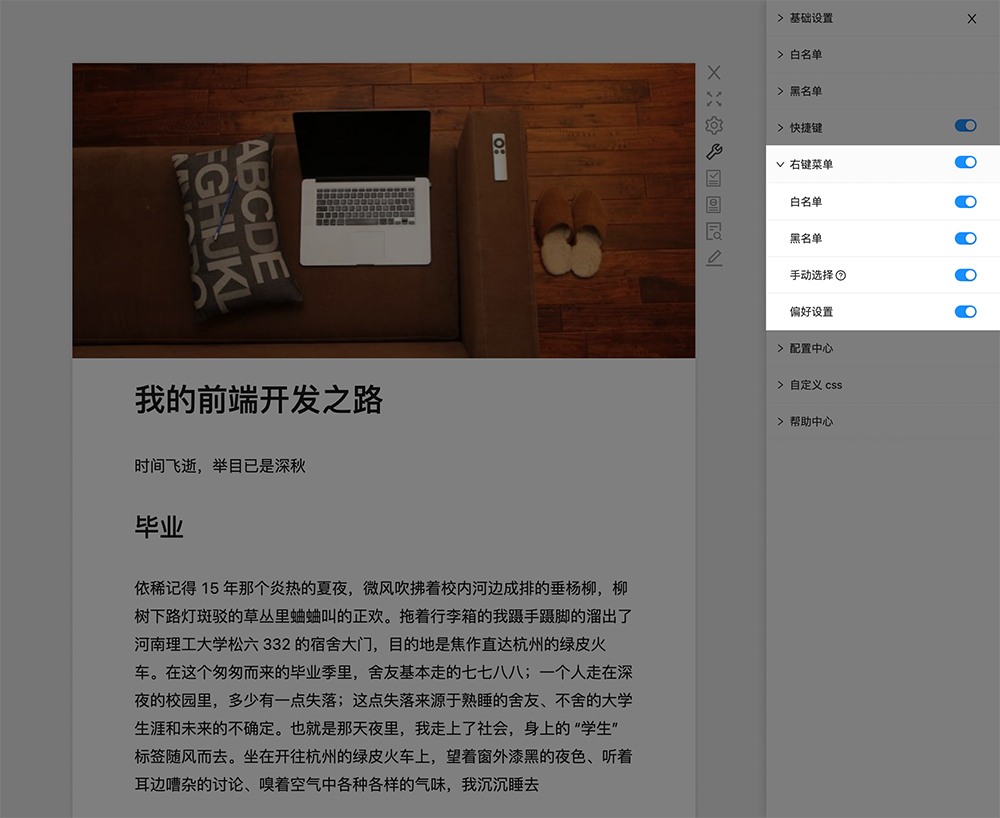 基础设置
白名单
黑名单
快捷键
右键菜单
白名单
黑名单
手动选择
偏好设置
配置中心
自定义 css
帮助中心
ABCDE
FGHIJKL
我的前端开发之路
时间飞逝，举目已是深秋
毕业
依稀记得 15 年那个炎热的夏夜，微风吹拂着校内河边成排的垂杨柳，柳
树下路灯斑驳的草丛里蛐蛐叫的正欢。拖着行李箱的我蹑手蹑脚的溜出了
河南理工大学松六 332 的宿舍大门，目的地是焦作直达杭州的绿皮火
车。在这个匆匆而来的毕业季里，舍友基本走的七七八八；一个人走在深
夜的校园里，多少有一点失落；这点失落来源于熟睡的舍友、不舍的大学
生涯和未来的不确定。也就是那天夜里，我走上了社会，身上的 “学生”
标签随风而去。坐在开往杭州的绿皮火车上，望着窗外漆黑的夜色、听着
耳边嘈杂的讨论、嗅着空气中各种各样的气味，我沉沉睡去